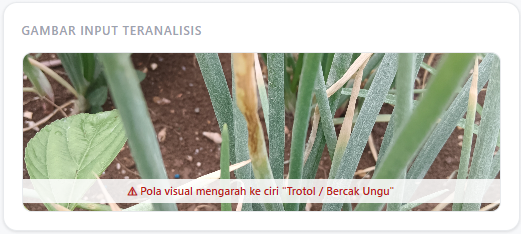 GAMBAR INPUT TERANALISIS
⚠ Pola visual mengarah ke ciri "Trotol / Bercak Ungu"